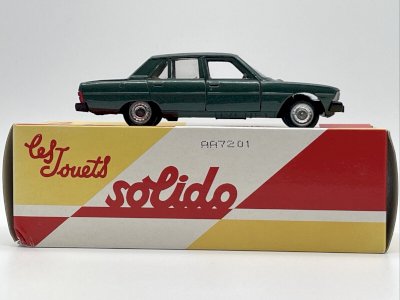 AA7201
Les
Jouets
solido